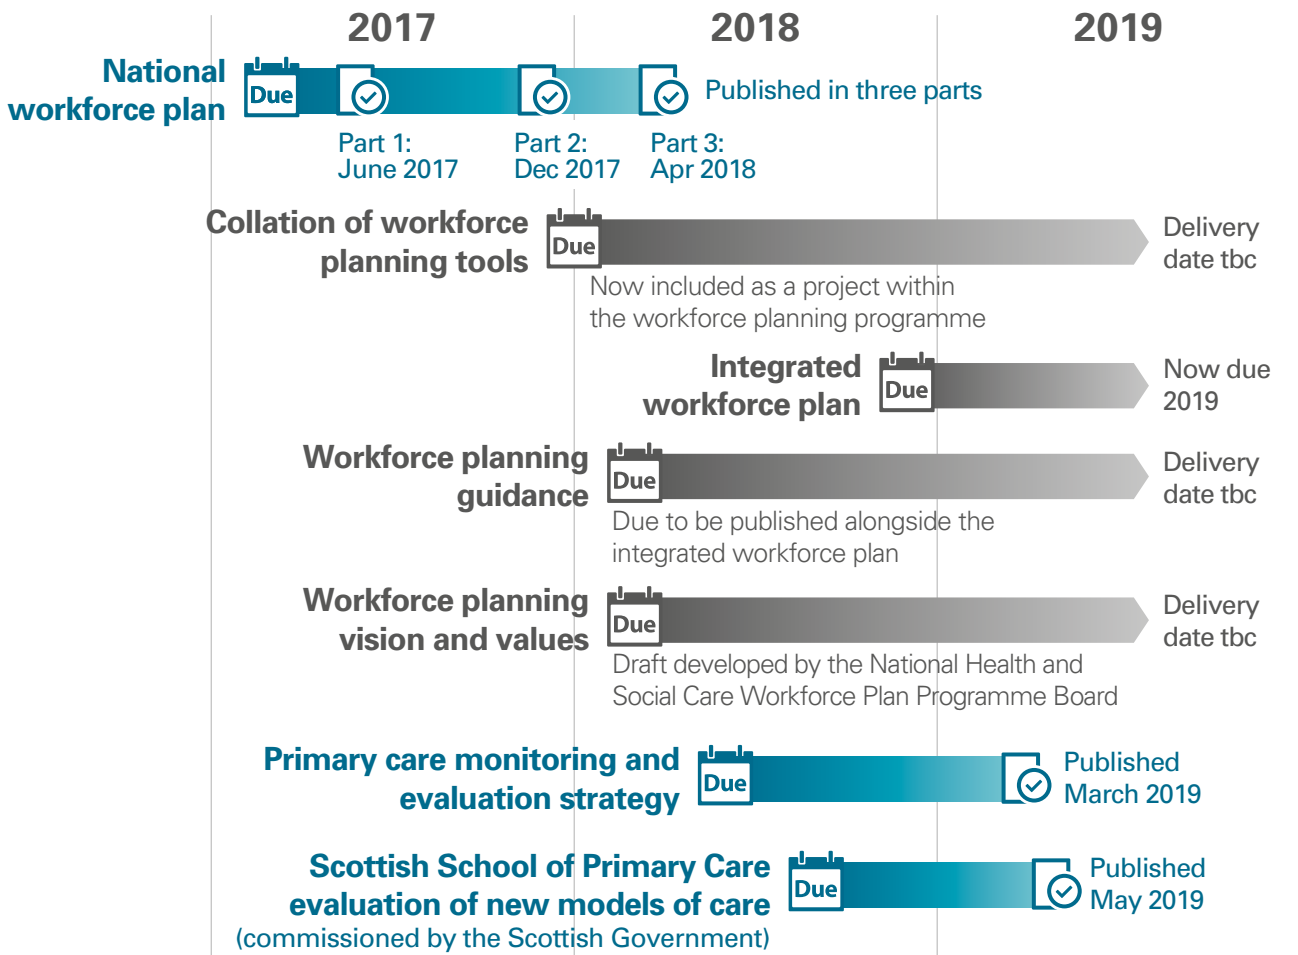 2017 2018 2019
National
workforce plan
Due
Published in three parts
Part 1:
June 2017
Part 2:
Dec 2017
Part 3:
Apr 2018
Collation of workforce
planning tools
Due
Delivery
date tbc
Now included as a project within
the workforce planning programme
Integrated
workforce plan
Due
Now due
2019
Workforce planning
guidance
Due
Delivery
date tbc
Due to be published alongside the
integrated workforce plan
Workforce planning
vision and values
Due
Delivery
date tbc
Draft developed by the National Health and
Social Care Workforce Plan Programme Board
Primary care monitoring and
evaluation strategy
Due
Published
March 2019
Scottish School of Primary Care
evaluation of new models of care
(commissioned by the Scottish Government)
Due
Published
May 2019